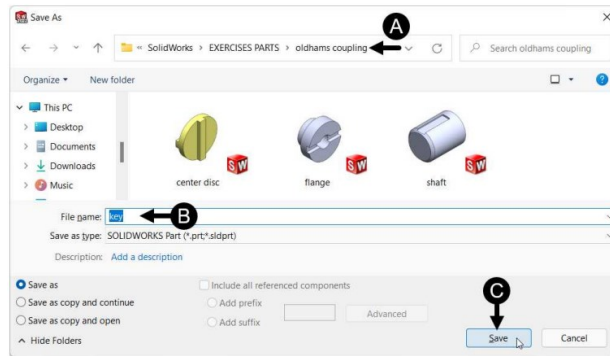 Save As
A
« SolidWorks > EXERCISES PARTS > oldhams coupling
Search oldhams coupling
Organize
New folder
This PC
Desktop
Documents
Downloads
Music
SW
SW
SW
center disc
flange
shaft
File name: key
B
Save as type: SOLIDWORKS Part (*.prt;*.sldprt)
Description: Add a description
Save as
Include all referenced components
Save as copy and continue
Add prefix
Advanced
Save as copy and open
Add suffix
C
Hide Folders
Save
Cancel